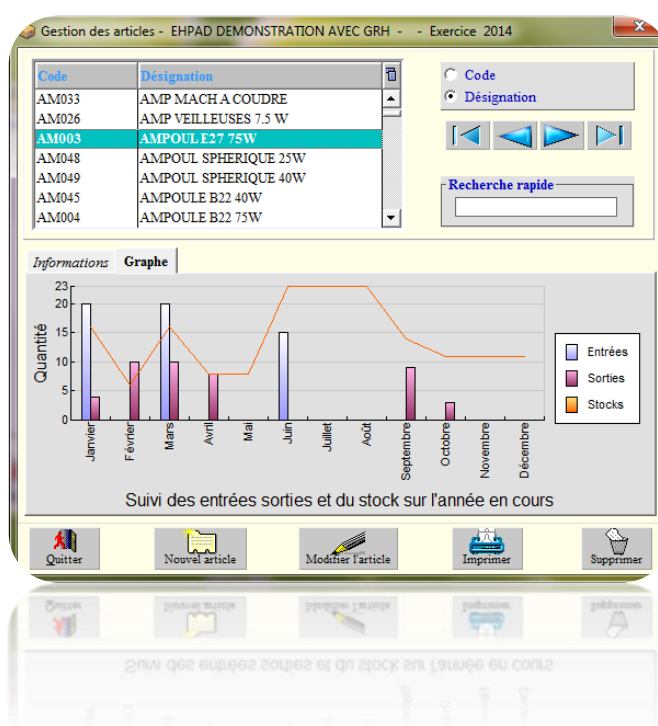 Gestion des articles - EHPAD DEMONSTRATION AVEC GRH - - Exercice 2014
Code Désignation
AM033 AMP MACH A COUDRE
AM026 AMP VEILLEUSES 7.5 W
AM003 AMPOUL E27 75W
AM048 AMPOUL SPHERIQUE 25W
AM049 AMPOUL SPHERIQUE 40W
AM045 AMPOULE B22 40W
AM004 AMPOULE B22 75W
Code
Désignation
Recherche rapide
Informations Graphe
Quantité
23
20
15
10
5
0
Janvier Février Mars Avril Mai Juin Juillet Août Septembre Octobre Novembre Décembre
Entrées
Sorties
Stocks
Suivi des entrées sorties et du stock sur l'année en cours
Quitter Nouvel article Modifier l'article Imprimer Supprimer